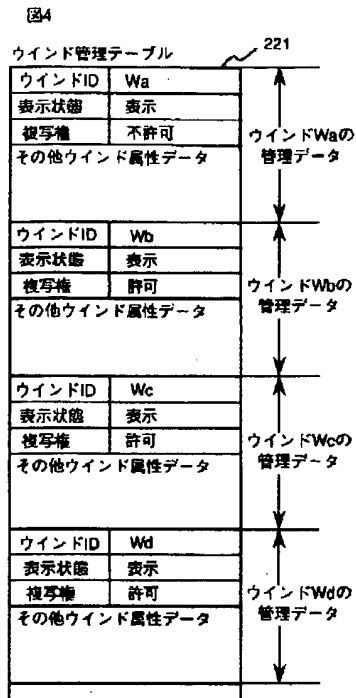 図4
ウインド管理テーブル
221
ウインドID Wa
表示状態 表示
複写権 不許可
その他ウインド属性データ
ウインドWaの
管理データ
ウインドID Wb
表示状態 表示
複写権 許可
その他ウインド属性データ
ウインドWbの
管理データ
ウインドID Wc
表示状態 表示
複写権 許可
その他ウインド属性データ
ウインドWcの
管理データ
ウインドID Wd
表示状態 表示
複写権 許可
その他ウインド属性データ
ウインドWdの
管理データ